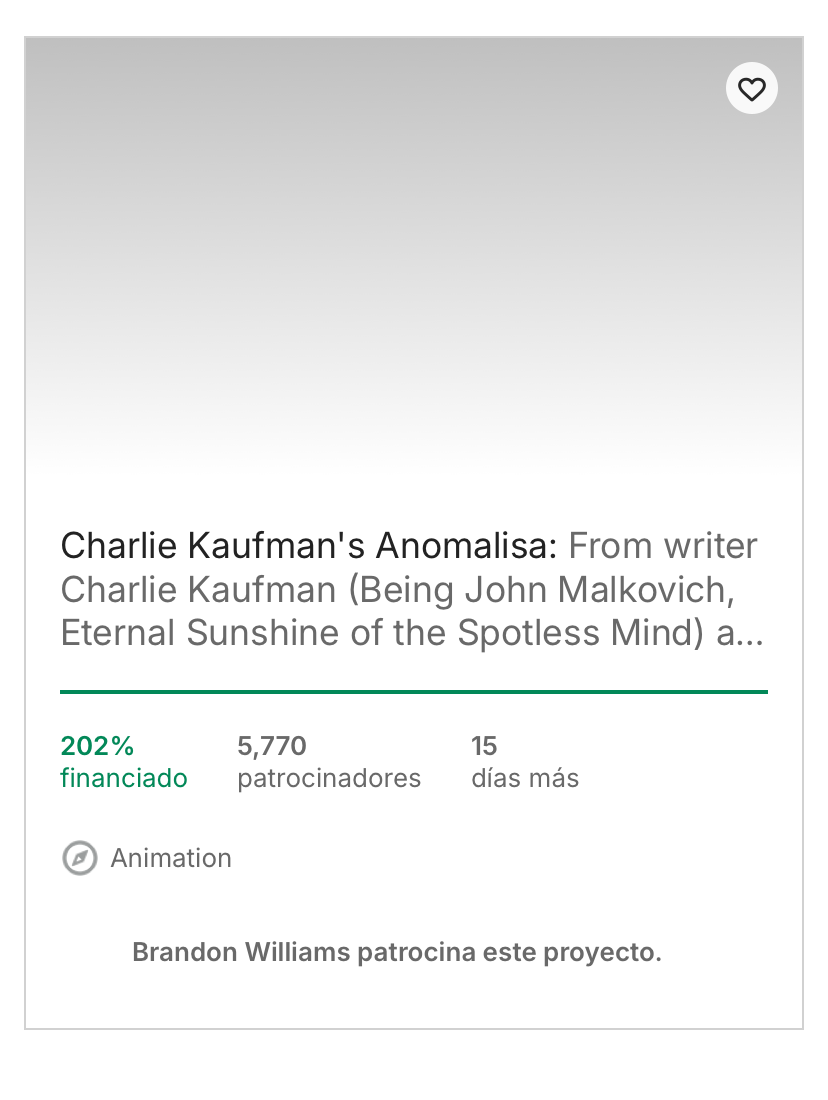 Charlie Kaufman's Anomalisa: From writer
Charlie Kaufman (Being John Malkovich,
Eternal Sunshine of the Spotless Mind) a...
202%
financiado
5,770
patrocinadores
15
días más
Animation
Brandon Williams patrocina este proyecto.